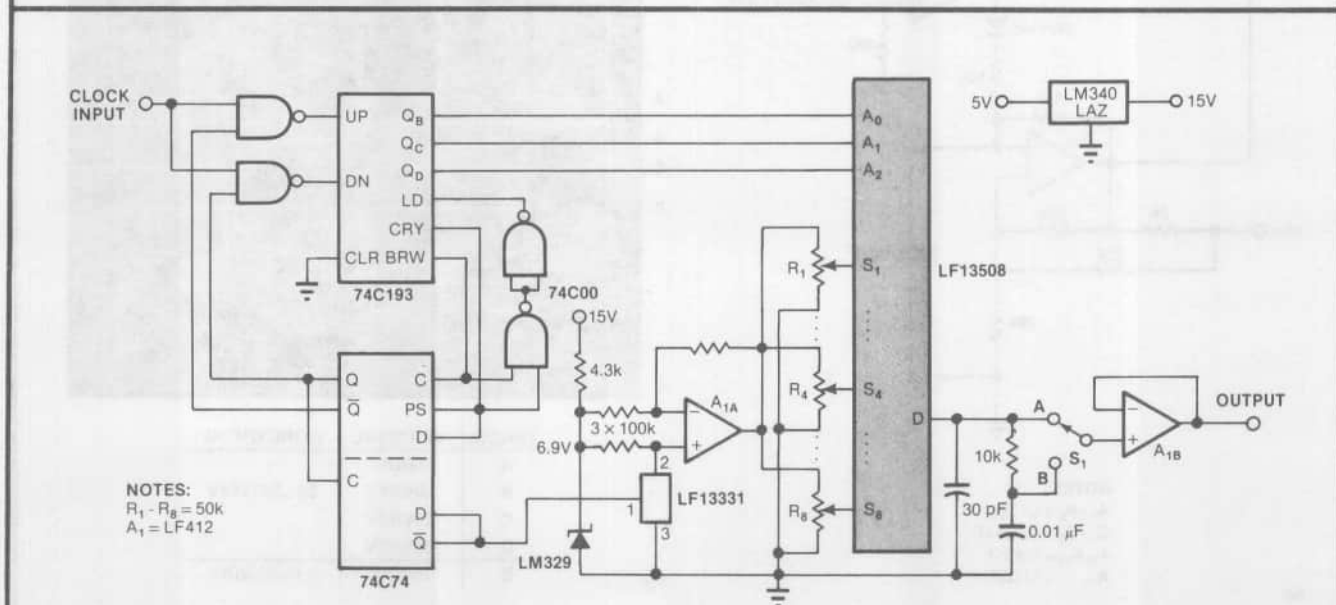 CLOCK
INPUT
UP
DN
QB
QC
QD
LD
CRY
CLR BRW
74C193
74C00
A0
A1
A2
5V
LM340
LAZ
15V
LF13508
R1
S1
R4
S4
R8
S8
D
15V
4.3k
3 × 100k
6.9V
A1A
−
+
2
1
3
LF13331
LM329
Q
Q̅
C
PS
D
C
D
Q̅
74C74
NOTES:
R1 - R8 = 50k
A1 = LF412
30 pF
10k
0.01 µF
A
S1
B
−
+
A1B
OUTPUT